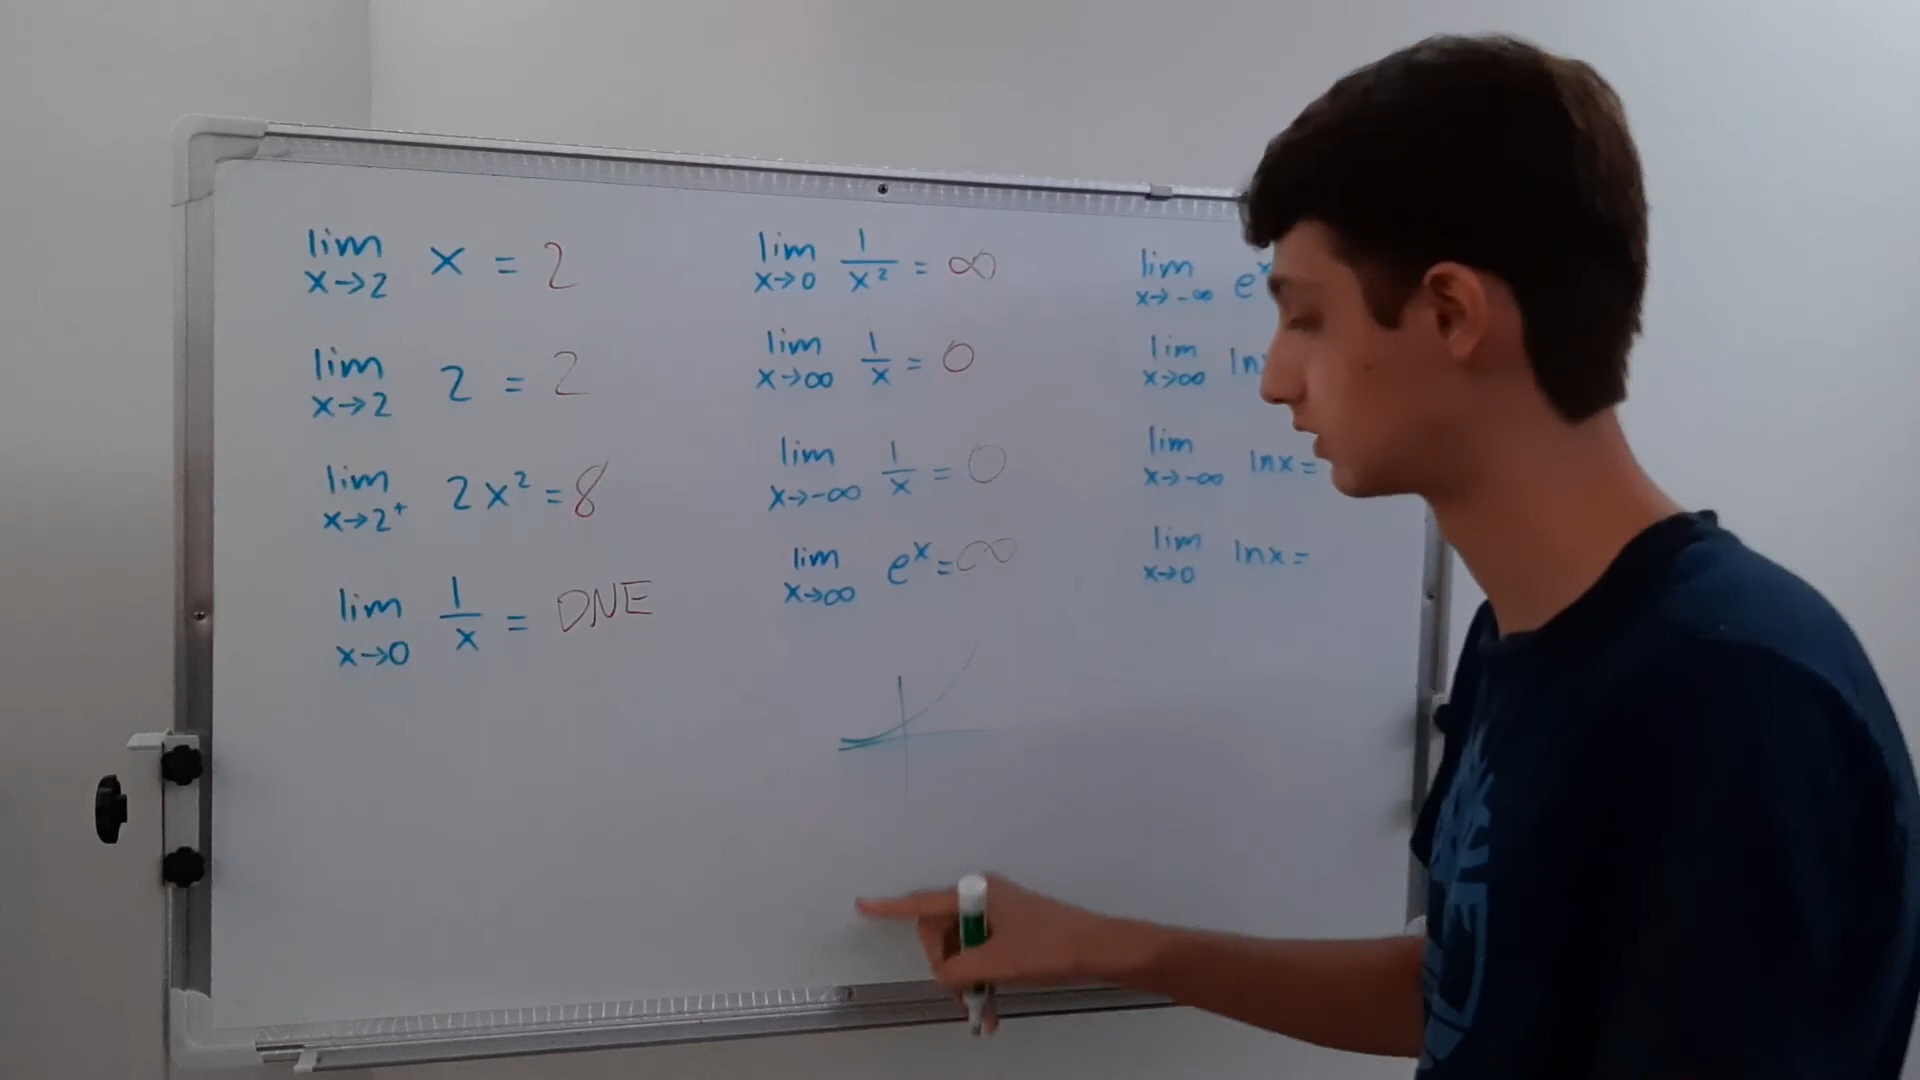 lim x→2 x = 2
lim x→2 2 = 2
lim x→2⁺ 2x² = 8
lim x→0 1/x = DNE
lim x→0 1/x² = ∞
lim x→∞ 1/x = 0
lim x→-∞ 1/x = 0
lim x→∞ eˣ = ∞
lim x→-∞ eˣ
lim x→∞ ln
lim x→-∞ lnx =
lim x→0 lnx =